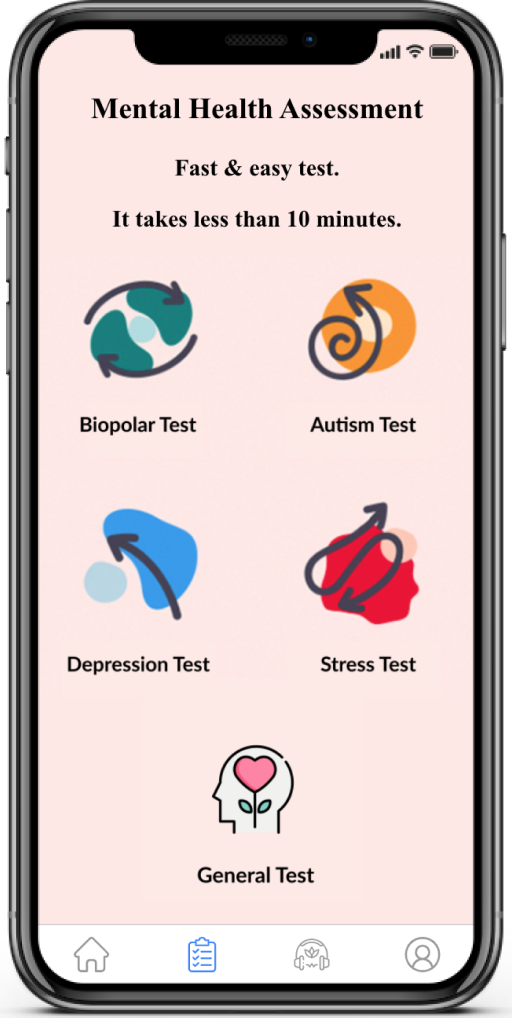 Mental Health Assessment
Fast & easy test.
It takes less than 10 minutes.
Biopolar Test
Autism Test
Depression Test
Stress Test
General Test